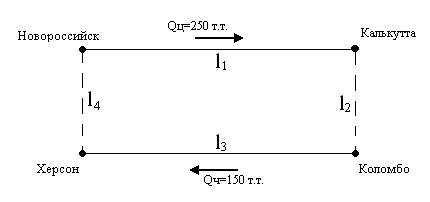 Qц=250 т.т.
Новороссийск
Калькутта
l1
l4
l2
l3
Херсон
Коломбо
Qч=150 т.т.